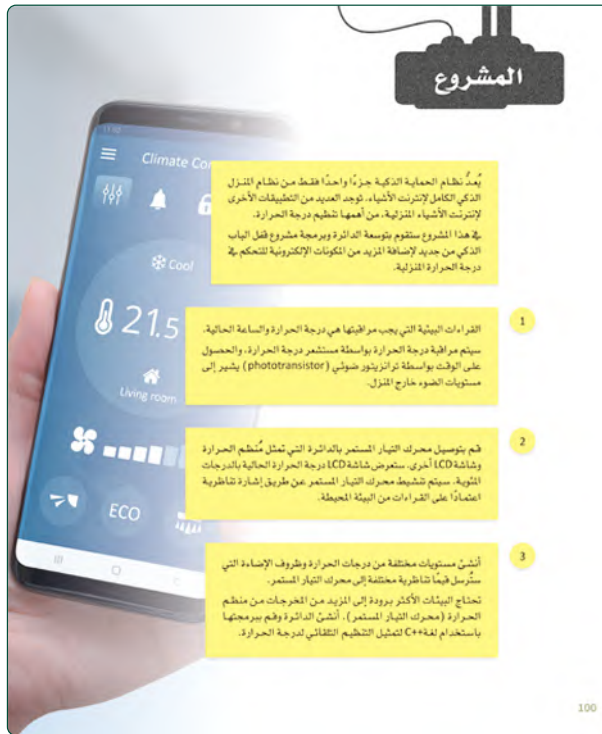 المشروع
11:10
Climate Co
يُعدُّ نظام الحماية الذكية جزءًا واحدًا فقط من نظام المنزل
الذكي الكامل لإنترنت الأشياء. توجد العديد من التطبيقات الأخرى
لإنترنت الأشياء المنزلية، من أهمها تنظيم درجة الحرارة.
في هذا المشروع ستقوم بتوسعة الدائرة وبرمجة مشروع قفل الباب
الذكي من جديد لإضافة المزيد من المكونات الإلكترونية للتحكم في
درجة الحرارة المنزلية.
Cool
21.5
Living room
ECO
1
القراءات البيئية التي يجب مراقبتها هي درجة الحرارة والساعة الحالية.
سيتم مراقبة درجة الحرارة بواسطة مستشعر درجة الحرارة، والحصول
على الوقت بواسطة ترانزيتور ضوئي (phototransistor) يشير إلى
مستويات الضوء خارج المنزل.
2
قم بتوصيل محرك التيار المستمر بالدائرة التي تمثل مُنظم الحرارة
وشاشة LCD أخرى. ستعرض شاشة LCD درجة الحرارة الحالية بالدرجات
المئوية. سيتم تنشيط محرك التيار المستمر عن طريق إشارة تناظرية
اعتمادًا على القراءات من البيئة المحيطة.
3
أنشئ مستويات مختلفة من درجات الحرارة وظروف الإضاءة التي
ستُرسل قيمًا تناظرية مختلفة إلى محرك التيار المستمر.
تحتاج البيئات الأكثر برودة إلى المزيد من المخرجات من منظم
الحرارة (محرك التيار المستمر). أنشئ الدائرة وقم ببرمجتها
باستخدام لغة C++ لتمثيل التنظيم التلقائي لدرجة الحرارة.
100